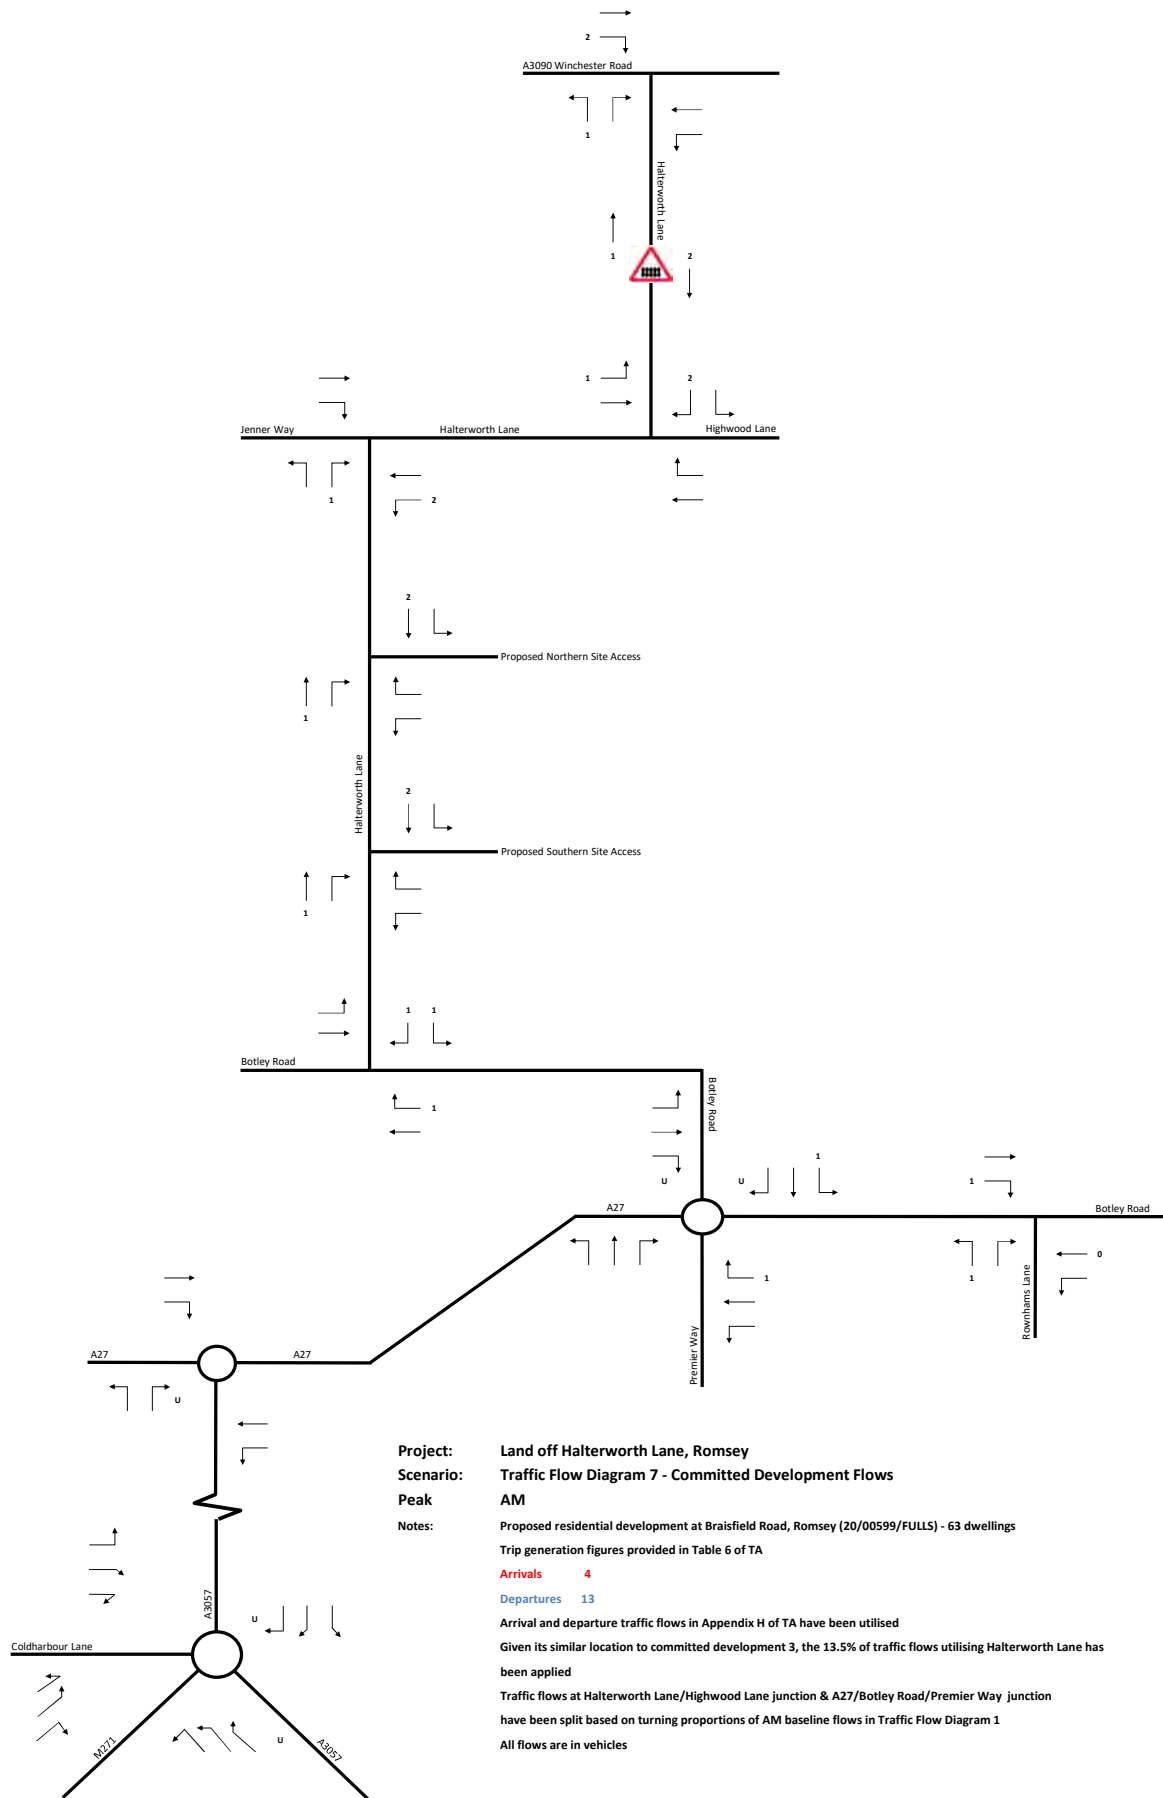 2
A3090 Winchester Road
1
Halterworth Lane
1
2
1
2
Jenner Way
Halterworth Lane
Highwood Lane
1
2
2
Proposed Northern Site Access
1
Halterworth Lane
2
Proposed Southern Site Access
1
1 1
Botley Road
1
Botley Road
1
U
U
1
A27
Botley Road
1
0
1
Rownhams Lane
Premier Way
A27
A27
U
Project: Land off Halterworth Lane, Romsey
Scenario: Traffic Flow Diagram 7 - Committed Development Flows
Peak AM
Notes: Proposed residential development at Braisfield Road, Romsey (20/00599/FULLS) - 63 dwellings
Trip generation figures provided in Table 6 of TA
Arrivals 4
Departures 13
Arrival and departure traffic flows in Appendix H of TA have been utilised
Given its similar location to committed development 3, the 13.5% of traffic flows utilising Halterworth Lane has
been applied
Traffic flows at Halterworth Lane/Highwood Lane junction & A27/Botley Road/Premier Way junction
have been split based on turning proportions of AM baseline flows in Traffic Flow Diagram 1
All flows are in vehicles
A3057
U
Coldharbour Lane
U
M271
A3057